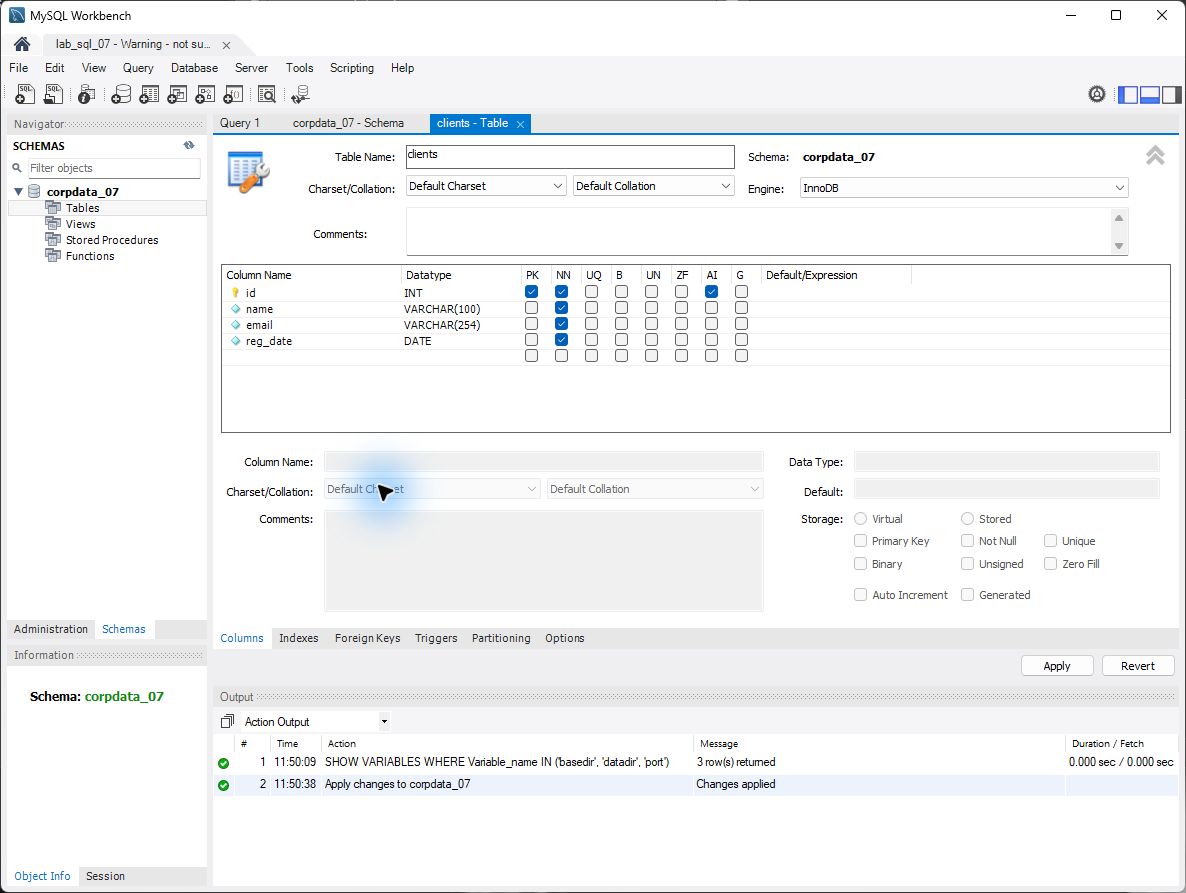 MySQL Workbench
lab_sql_07 - Warning - not su...
File Edit View Query Database Server Tools Scripting Help
Navigator
SCHEMAS
Filter objects
corpdata_07
Tables
Views
Stored Procedures
Functions
Administration Schemas
Information
Schema: corpdata_07
Object Info Session
Query 1 corpdata_07 - Schema clients - Table
Table Name: clients Schema: corpdata_07
Charset/Collation: Default Charset Default Collation Engine: InnoDB
Comments:
Column Name Datatype PK NN UQ B UN ZF AI G Default/Expression
id INT
name VARCHAR(100)
email VARCHAR(254)
reg_date DATE
Column Name: Data Type:
Charset/Collation: Default Charset Default Collation Default:
Comments: Storage: Virtual Stored
Primary Key Not Null Unique
Binary Unsigned Zero Fill
Auto Increment Generated
Columns Indexes Foreign Keys Triggers Partitioning Options
Apply Revert
Output
Action Output
# Time Action Message Duration / Fetch
1 11:50:09 SHOW VARIABLES WHERE Variable_name IN ('basedir', 'datadir', 'port') 3 row(s) returned 0.000 sec / 0.000 sec
2 11:50:38 Apply changes to corpdata_07 Changes applied